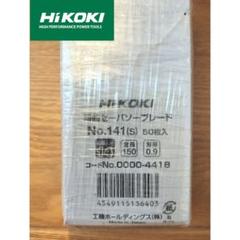 HiKOKI
HIGH PERFORMANCE POWER TOOLS
HiKOKI
セーバソーブレード
No.141(S) 50枚入
全長
150
0.9
コードNo.0000-4418
4549115136403
工機ホールディングス(株)